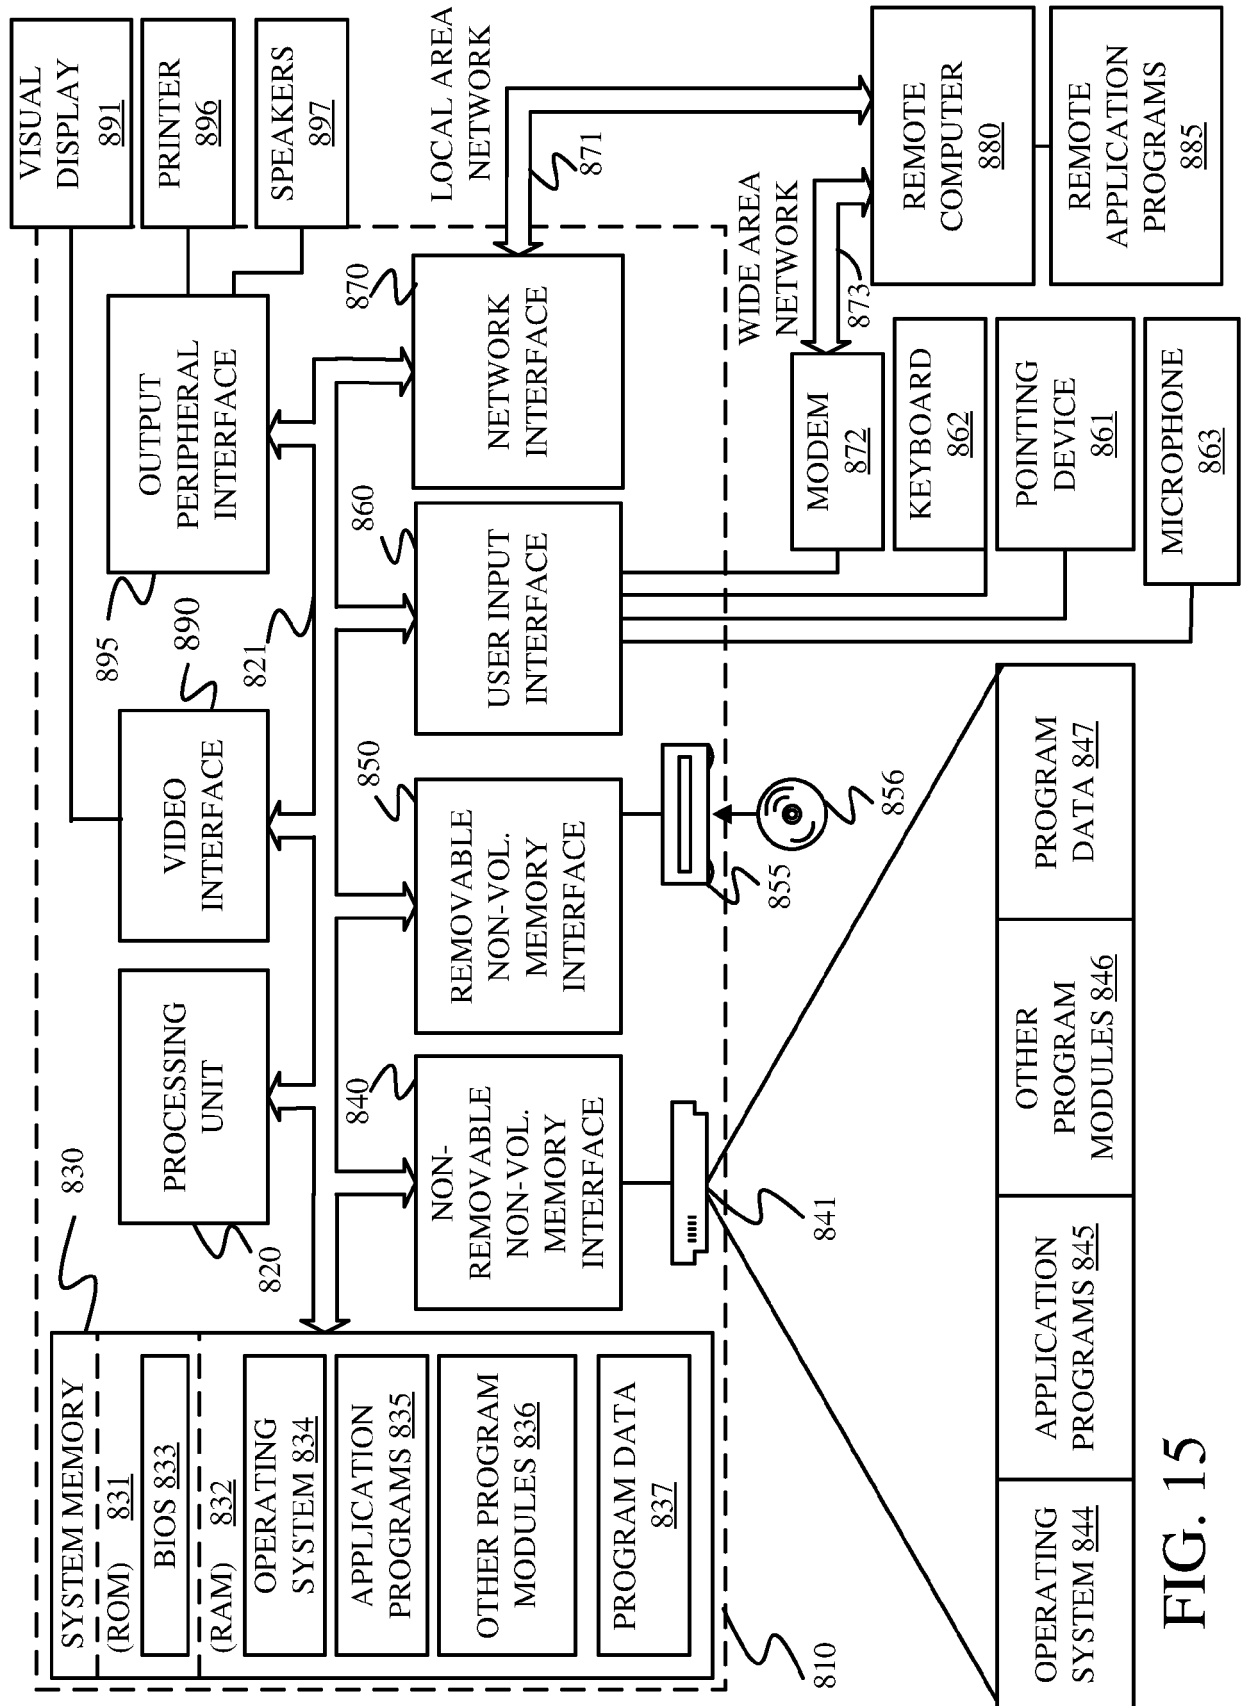 SYSTEM MEMORY
(ROM) 831
BIOS 833
(RAM) 832
OPERATING
SYSTEM 834
APPLICATION
PROGRAMS 835
OTHER PROGRAM
MODULES 836
PROGRAM DATA
837
810
830
820
PROCESSING
UNIT
VIDEO
INTERFACE
890
895
OUTPUT
PERIPHERAL
INTERFACE
821
VISUAL
DISPLAY
891
PRINTER
896
SPEAKERS
897
840
NON-
REMOVABLE
NON-VOL.
MEMORY
INTERFACE
850
REMOVABLE
NON-VOL.
MEMORY
INTERFACE
860
USER INPUT
INTERFACE
870
NETWORK
INTERFACE
LOCAL AREA
NETWORK
871
841
855
856
WIDE AREA
NETWORK
873
MODEM
872
KEYBOARD
862
POINTING
DEVICE
861
MICROPHONE
863
REMOTE
COMPUTER
880
REMOTE
APPLICATION
PROGRAMS
885
OPERATING
SYSTEM 844
APPLICATION
PROGRAMS 845
OTHER
PROGRAM
MODULES 846
PROGRAM
DATA 847
FIG. 15